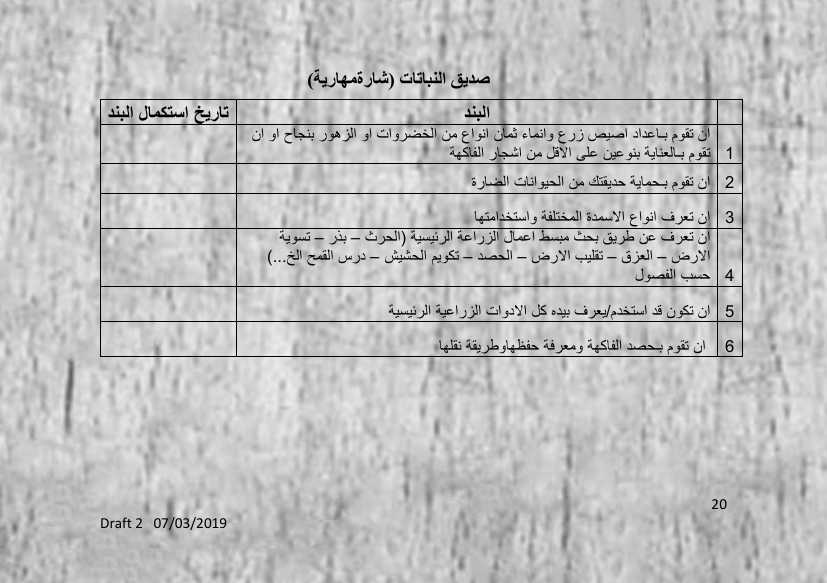 صديق النباتات (شارةمهارية)
البند تاريخ استكمال البند
1 ان تقوم بـاعداد اصيص زرع وانماء ثمان انواع من الخضروات او الزهور بنجاح او ان
تقوم بـالعناية بنوعين على الاقل من اشجار الفاكهة
2 ان تقوم بـحماية حديقتك من الحيوانات الضارة
3 ان تعرف انواع الاسمدة المختلفة واستخدامتها
4 ان تعرف عن طريق بحث مبسط اعمال الزراعة الرئيسية (الحرث – بذر – تسوية
الارض – العزق – تقليب الارض – الحصد – تكويم الحشيش – درس القمح الخ...)
حسب الفصول
5 ان تكون قد استخدم/يعرف بيده كل الادوات الزراعية الرئيسية
6 ان تقوم بـحصد الفاكهة ومعرفة حفظهاوطريقة نقلها
20
Draft 2 07/03/2019